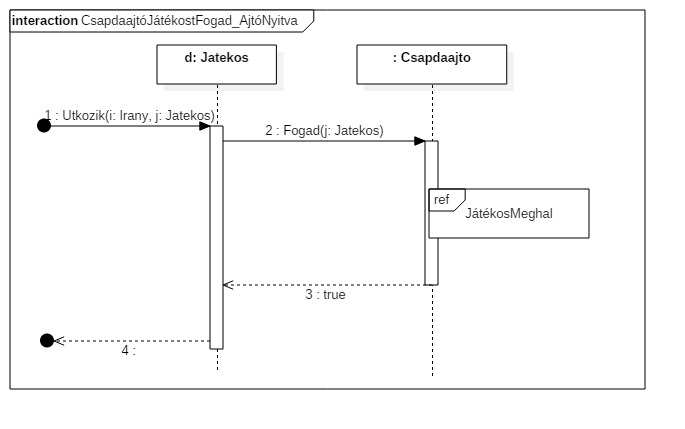 interaction CsapdaajtóJátékostFogad_AjtóNyitva
d: Jatekos
: Csapdaajto
1 : Utkozik(i: Irany, j: Jatekos)
2 : Fogad(j: Jatekos)
ref
JátékosMeghal
3 : true
4 :